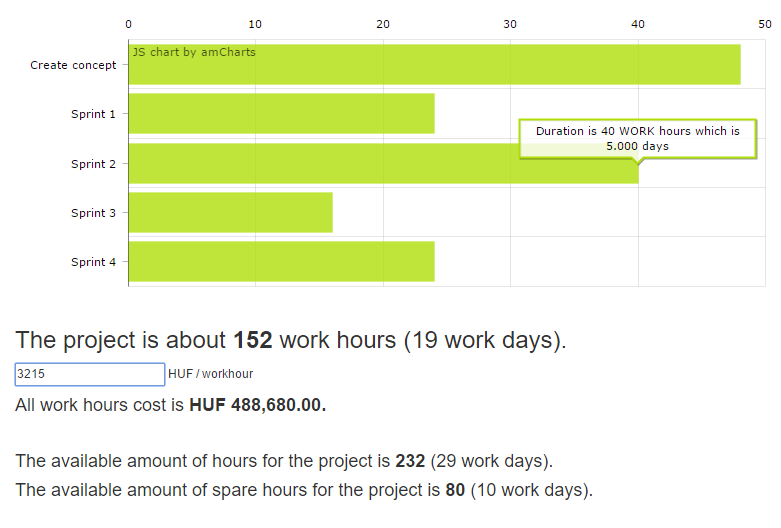 0 10 20 30 40 50
JS chart by amCharts
Create concept
Sprint 1
Duration is 40 WORK hours which is
5.000 days
Sprint 2
Sprint 3
Sprint 4
The project is about 152 work hours (19 work days).
3215 HUF / workhour
All work hours cost is HUF 488,680.00.
The available amount of hours for the project is 232 (29 work days).
The available amount of spare hours for the project is 80 (10 work days).